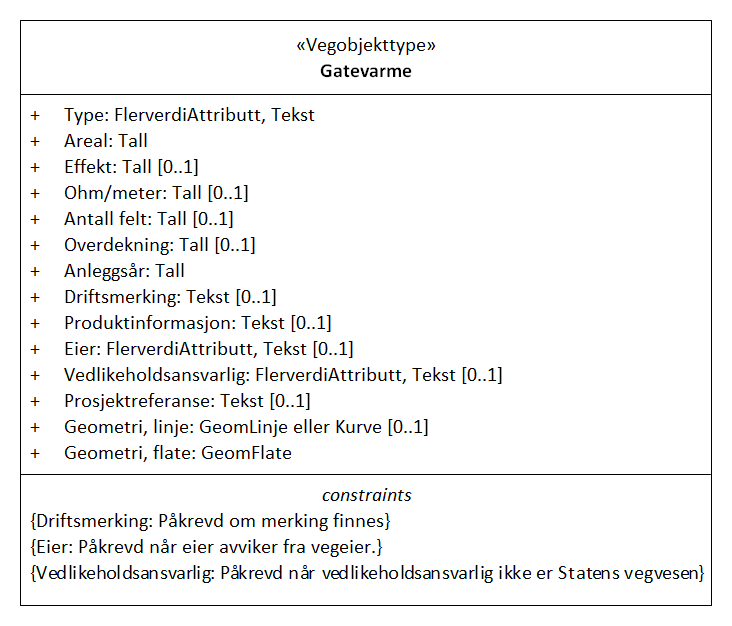 «Vegobjekttype»
Gatevarme
+ Type: FlerverdiAttributt, Tekst
+ Areal: Tall
+ Effekt: Tall [0..1]
+ Ohm/meter: Tall [0..1]
+ Antall felt: Tall [0..1]
+ Overdekning: Tall [0..1]
+ Anleggsår: Tall
+ Driftsmerking: Tekst [0..1]
+ Produktinformasjon: Tekst [0..1]
+ Eier: FlerverdiAttributt, Tekst [0..1]
+ Vedlikeholdsansvarlig: FlerverdiAttributt, Tekst [0..1]
+ Prosjektreferanse: Tekst [0..1]
+ Geometri, linje: GeomLinje eller Kurve [0..1]
+ Geometri, flate: GeomFlate
constraints
{Driftsmerking: Påkrevd om merking finnes}
{Eier: Påkrevd når eier avviker fra vegeier.}
{Vedlikeholdsansvarlig: Påkrevd når vedlikeholdsansvarlig ikke er Statens vegvesen}